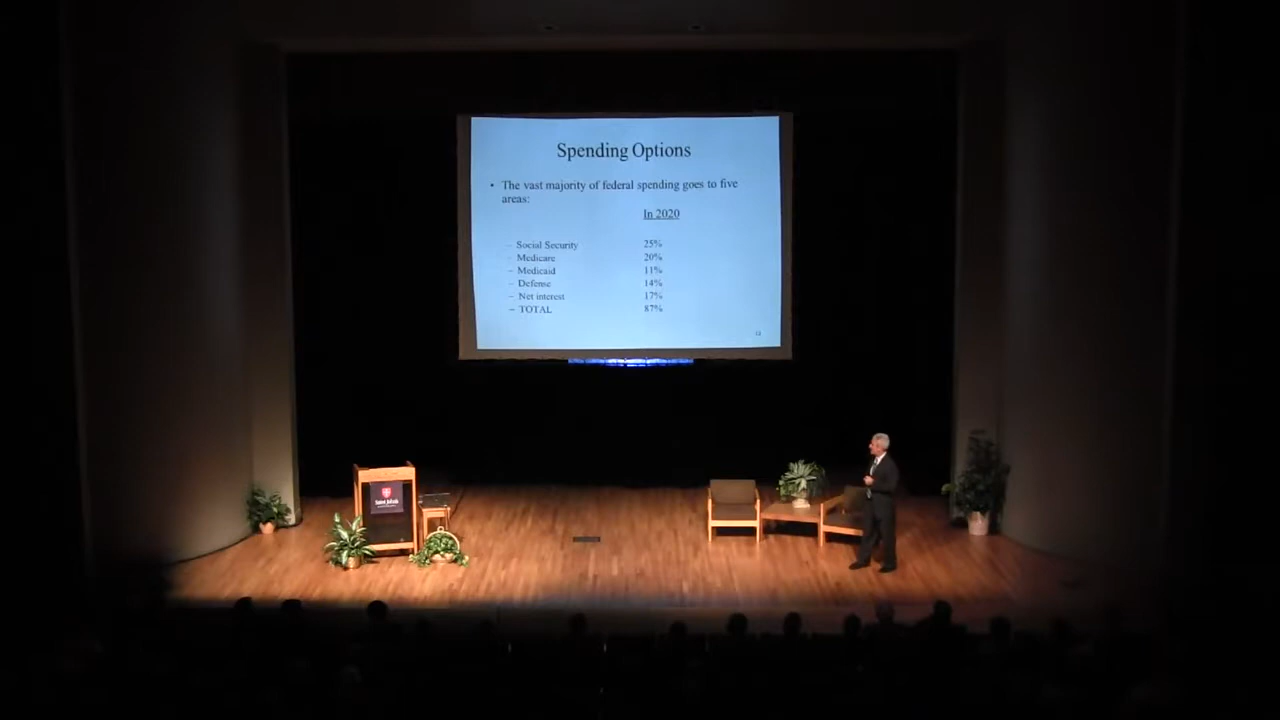 Spending Options
• The vast majority of federal spending goes to five
areas:
In 2020
– Social Security 25%
– Medicare 20%
– Medicaid 11%
– Defense 14%
– Net interest 17%
– TOTAL 87%